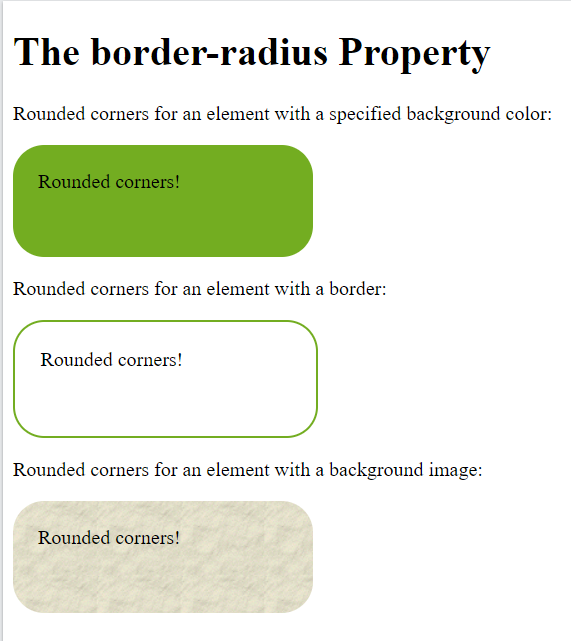 The border-radius Property
Rounded corners for an element with a specified background color:
Rounded corners!
Rounded corners for an element with a border:
Rounded corners!
Rounded corners for an element with a background image:
Rounded corners!